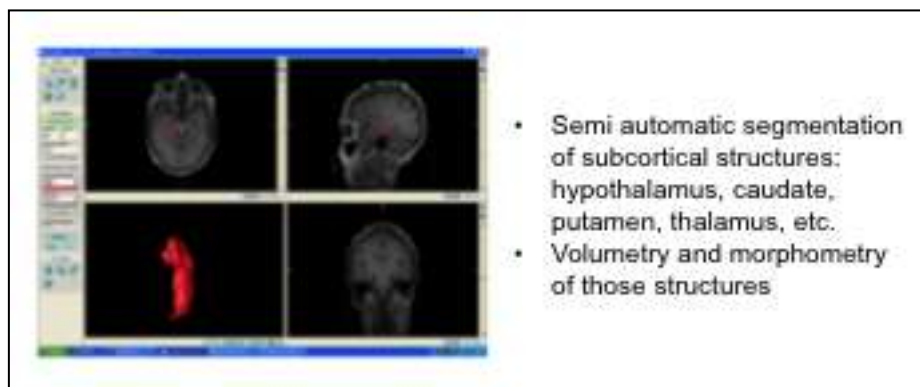 • Semi automatic segmentation
of subcortical structures:
hypothalamus, caudate,
putamen, thalamus, etc.
• Volumetry and morphometry
of those structures